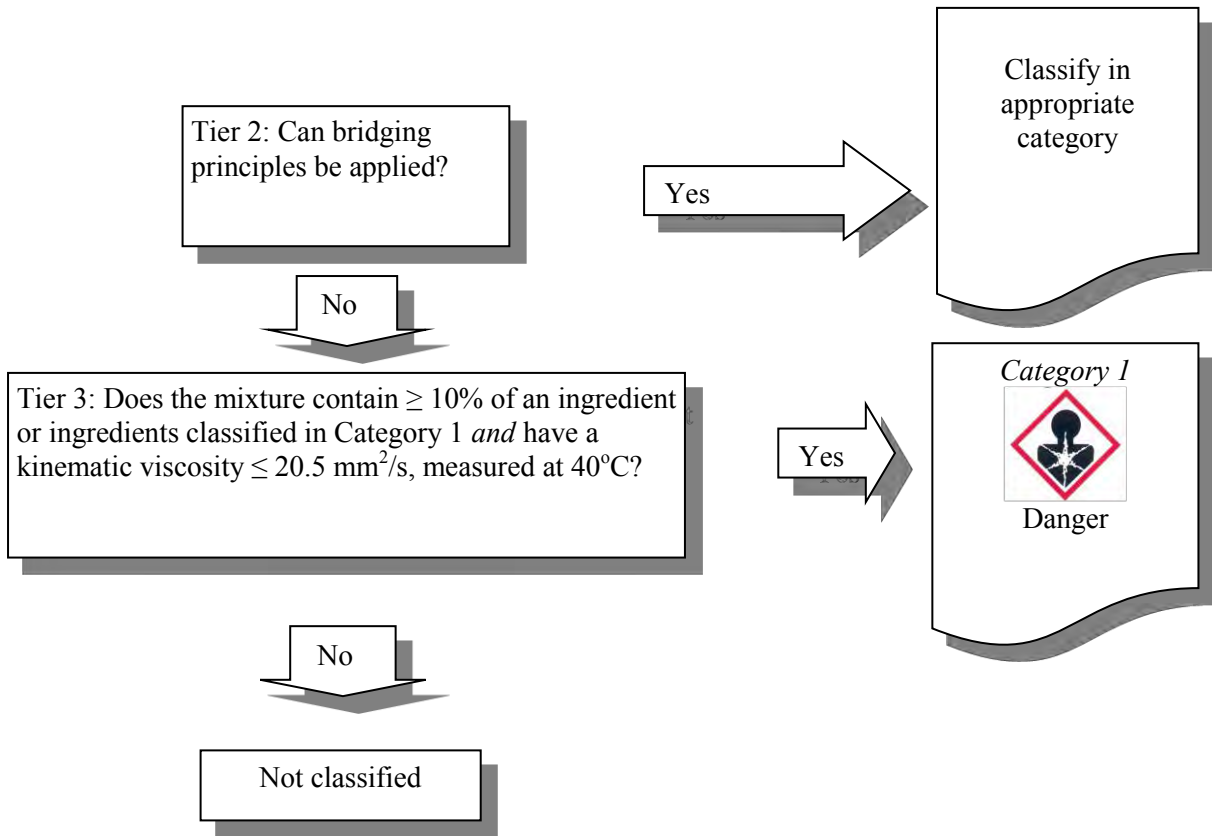 Classify in
appropriate
category
Tier 2: Can bridging
principles be applied?
Yes
No
Tier 3: Does the mixture contain ≥ 10% of an ingredient
or ingredients classified in Category 1 and have a
kinematic viscosity ≤ 20.5 mm²/s, measured at 40°C?
Yes
Category 1
Danger
No
Not classified